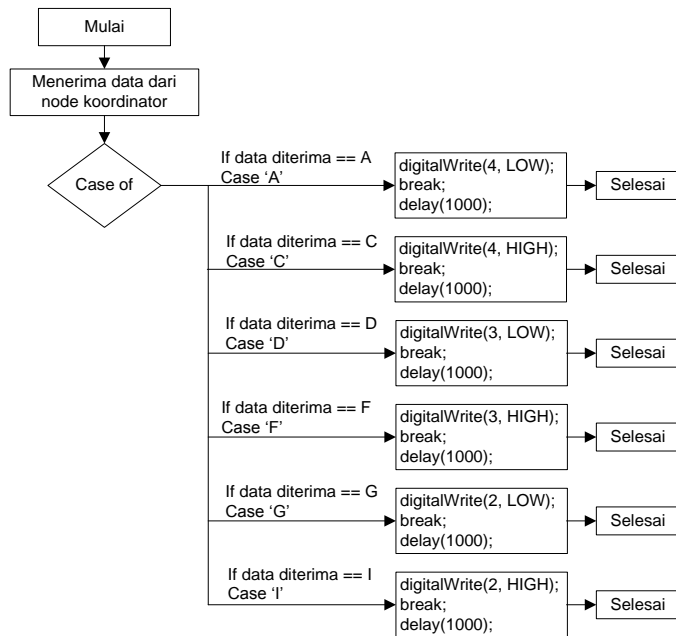 Mulai
Menerima data dari
node koordinator
Case of
If data diterima == A
Case ‘A’
digitalWrite(4, LOW);
break;
delay(1000);
Selesai
If data diterima == C
Case ‘C’
digitalWrite(4, HIGH);
break;
delay(1000);
Selesai
If data diterima == D
Case ‘D’
digitalWrite(3, LOW);
break;
delay(1000);
Selesai
If data diterima == F
Case ‘F’
digitalWrite(3, HIGH);
break;
delay(1000);
Selesai
If data diterima == G
Case ‘G’
digitalWrite(2, LOW);
break;
delay(1000);
Selesai
If data diterima == I
Case ‘I’
digitalWrite(2, HIGH);
break;
delay(1000);
Selesai